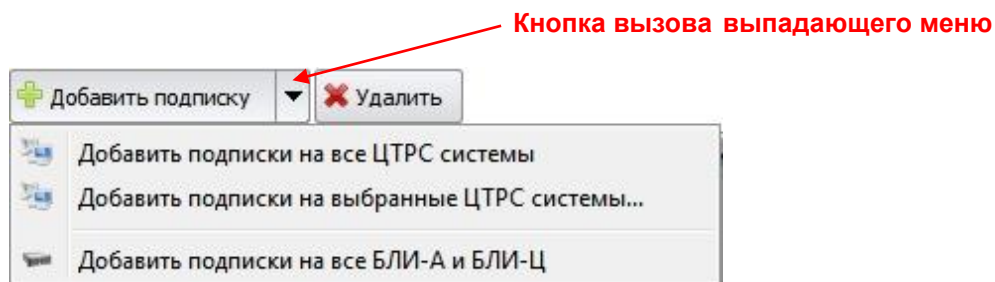 Кнопка вызова выпадающего меню
Добавить подписку Удалить
Добавить подписки на все ЦТРС системы
Добавить подписки на выбранные ЦТРС системы...
Добавить подписки на все БЛИ-А и БЛИ-Ц